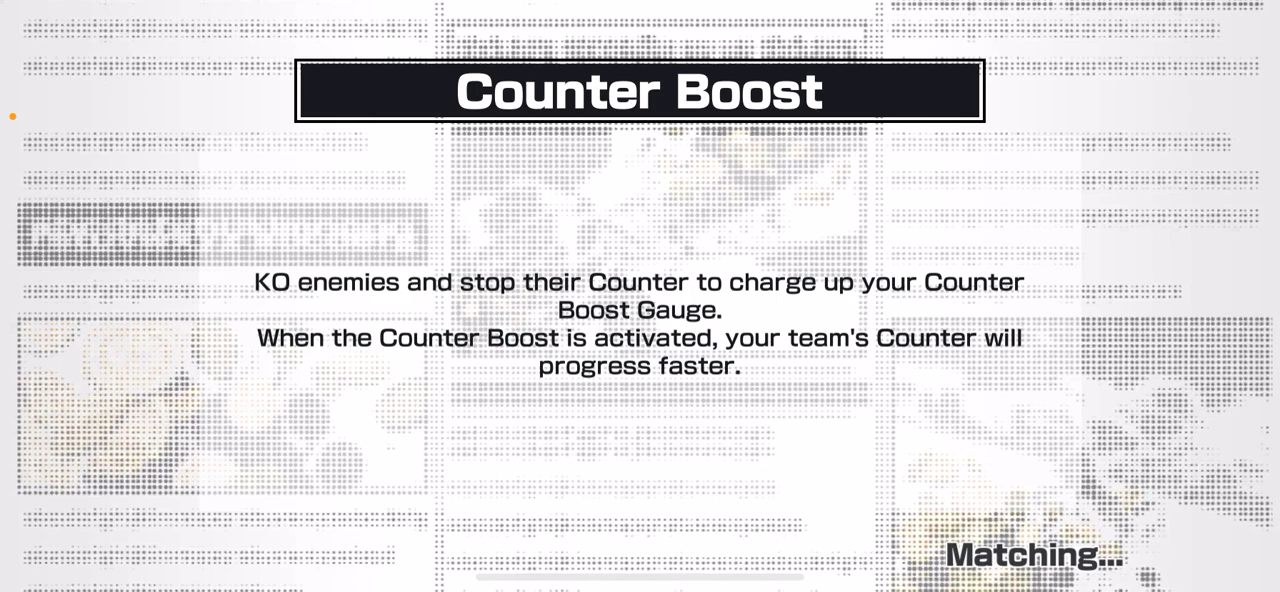 Counter Boost
KO enemies and stop their Counter to charge up your Counter
Boost Gauge.
When the Counter Boost is activated, your team's Counter will
progress faster.
Matching...